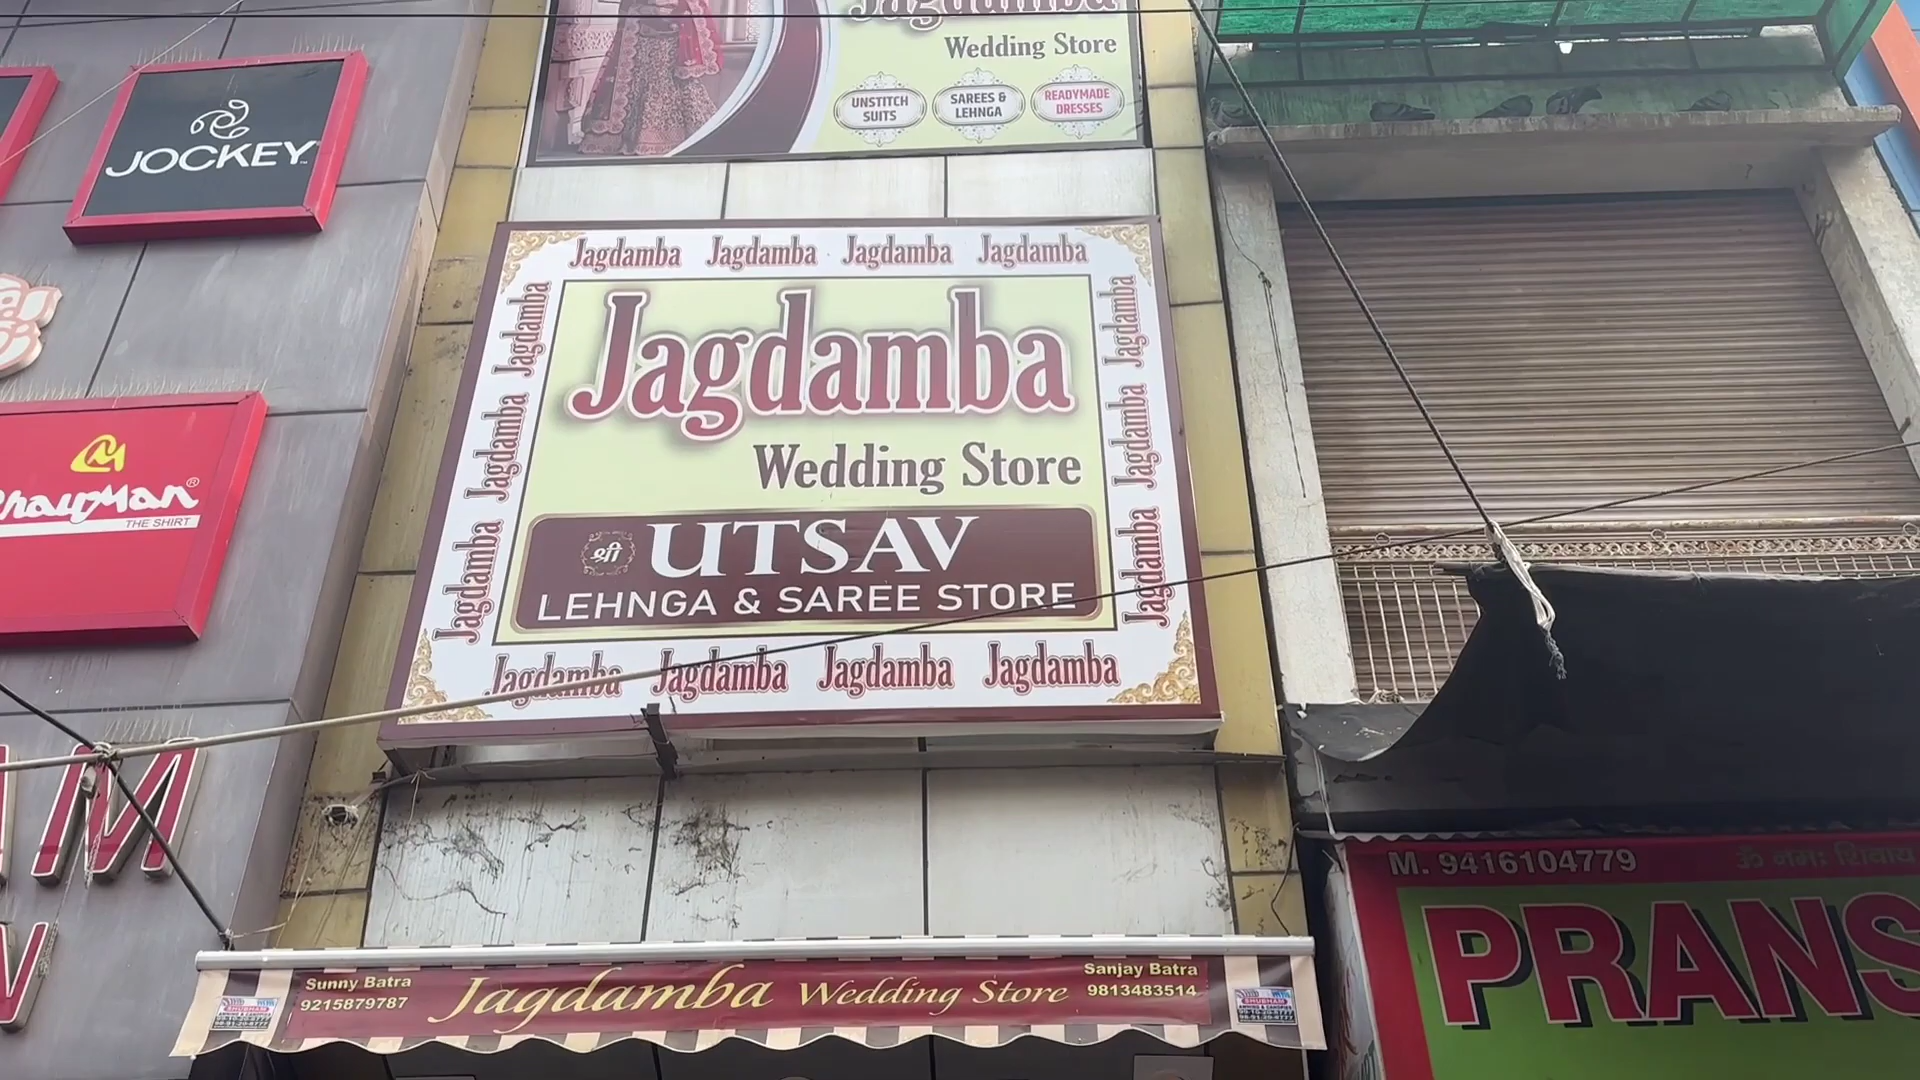 Jagdamba
Wedding Store
UNSTITCH
SUITS
SAREES &
LEHNGA
READYMADE
DRESSES
JOCKEY
Jagdamba Jagdamba Jagdamba Jagdamba
Jagdamba
Jagdamba
Jagdamba
Jagdamba
Wedding Store
श्री UTSAV
LEHNGA & SAREE STORE
Jagdamba
Jagdamba
Jagdamba
Jagdamba Jagdamba Jagdamba Jagdamba
THE SHIRT
M. 9416104779 ॐ नमः शिवाय
PRANS
Sunny Batra
9215879787
Jagdamba Wedding Store
Sanjay Batra
9813483514
SHUBHAM